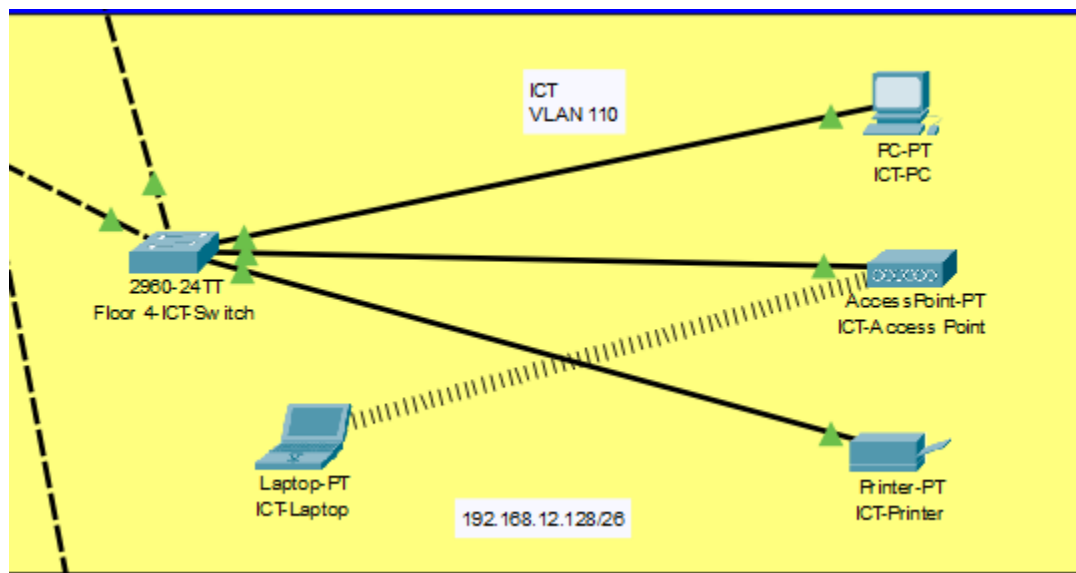 ICT
VLAN 110
PC-PT
ICT-PC
2960-24TT
Floor 4-ICT-Switch
AccessPoint-PT
ICT-Access Point
Laptop-PT
ICT-Laptop
Printer-PT
ICT-Printer
192.168.12.128/26